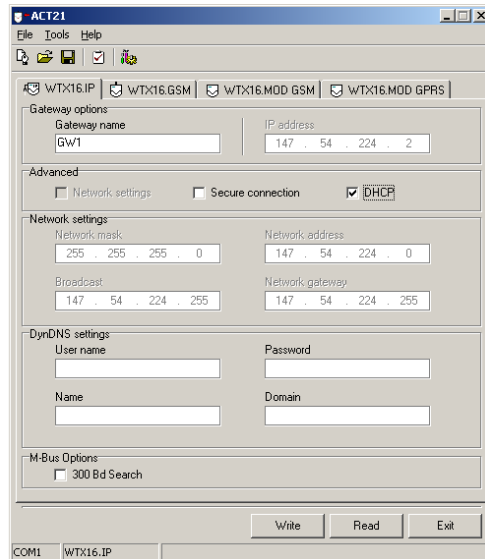 ACT21
File Tools Help
WTX16.IP WTX16.GSM WTX16.MOD GSM WTX16.MOD GPRS
Gateway options
Gateway name IP address
GW1 147 . 54 . 224 . 2
Advanced
Network settings Secure connection DHCP
Network settings
Network mask Network address
255 . 255 . 255 . 0 147 . 54 . 224 . 0
Broadcast Network gateway
147 . 54 . 224 . 255 147 . 54 . 224 . 255
DynDNS settings
User name Password
Name Domain
M-Bus Options
300 Bd Search
Write Read Exit
COM1 WTX16.IP